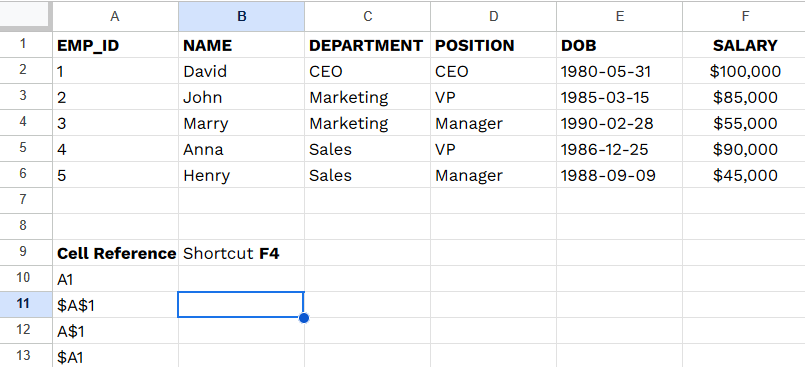 A B C D E F
1 EMP_ID NAME DEPARTMENT POSITION DOB SALARY
2 1 David CEO CEO 1980-05-31 $100,000
3 2 John Marketing VP 1985-03-15 $85,000
4 3 Marry Marketing Manager 1990-02-28 $55,000
5 4 Anna Sales VP 1986-12-25 $90,000
6 5 Henry Sales Manager 1988-09-09 $45,000
7
8
9 Cell Reference Shortcut F4
10 A1
11 $A$1
12 A$1
13 $A1